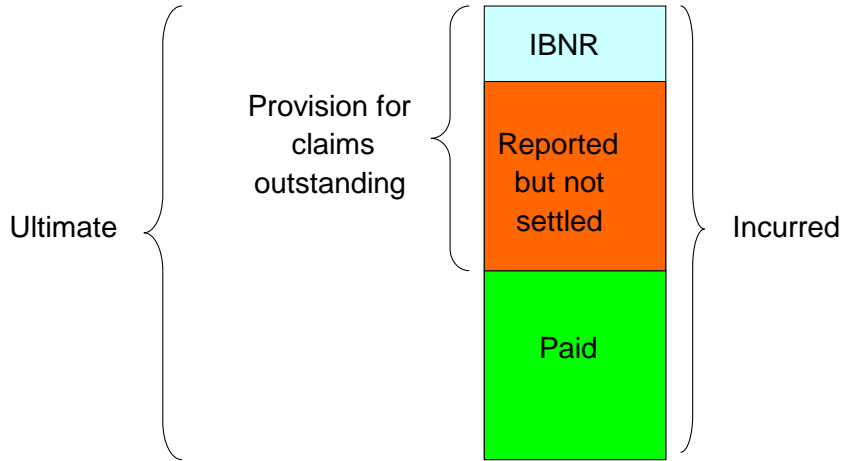 IBNR
Provision for
claims
outstanding
Reported
but not
settled
Ultimate
Incurred
Paid